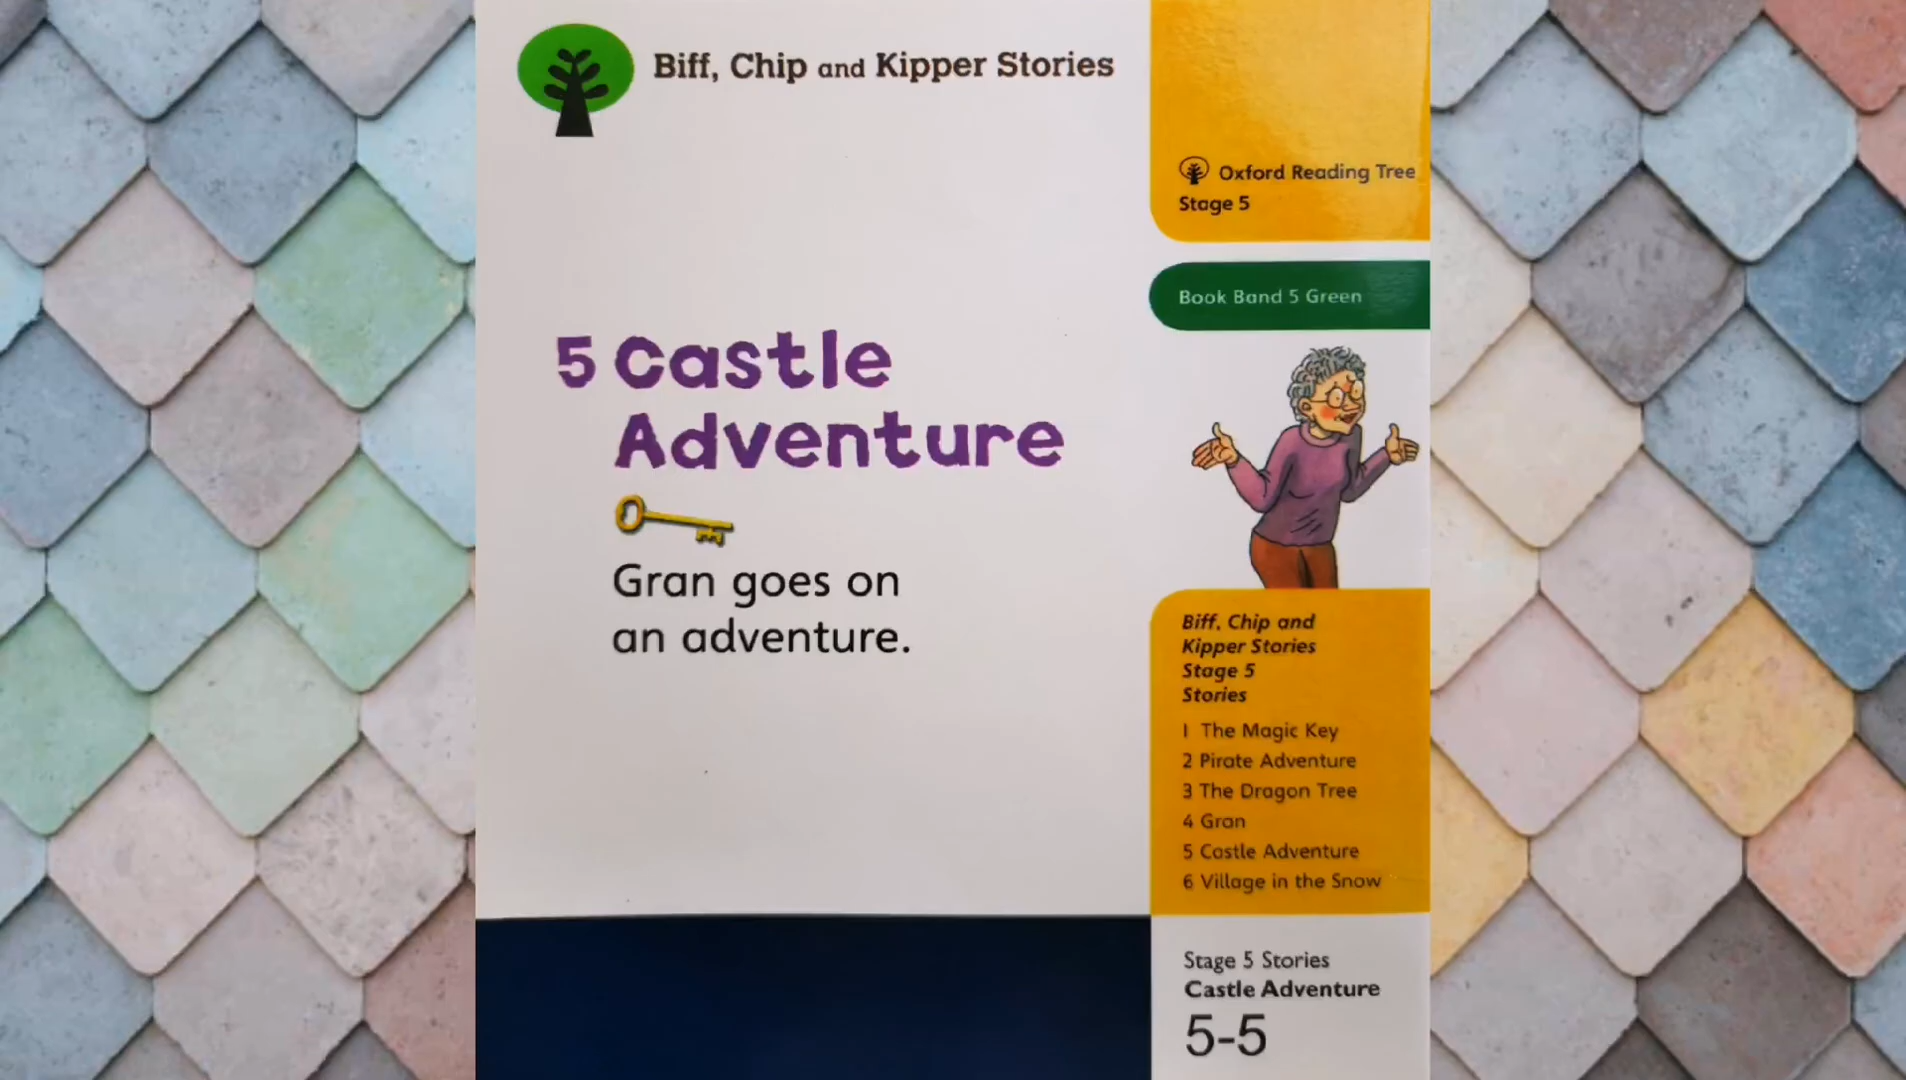 Biff, Chip and Kipper Stories
Oxford Reading Tree
Stage 5
Book Band 5 Green
5 Castle
Adventure
Gran goes on
an adventure.
Biff, Chip and
Kipper Stories
Stage 5
Stories
1 The Magic Key
2 Pirate Adventure
3 The Dragon Tree
4 Gran
5 Castle Adventure
6 Village in the Snow
Stage 5 Stories
Castle Adventure
5-5